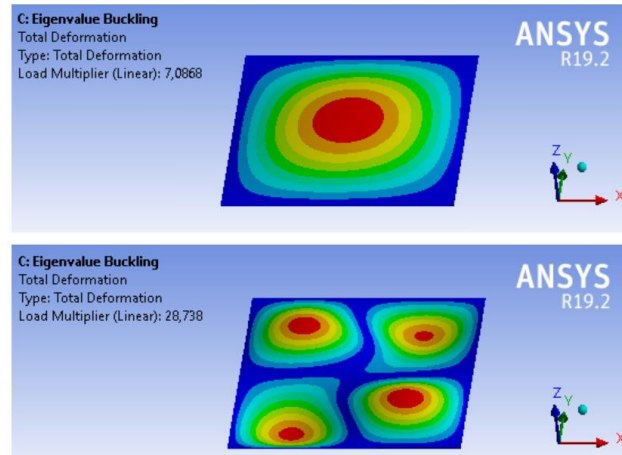 C: Eigenvalue Buckling
Total Deformation
Type: Total Deformation
Load Multiplier (Linear): 7,0868
ANSYS
R19.2
Z
Y
X
C: Eigenvalue Buckling
Total Deformation
Type: Total Deformation
Load Multiplier (Linear): 28,738
ANSYS
R19.2
Z
Y
X